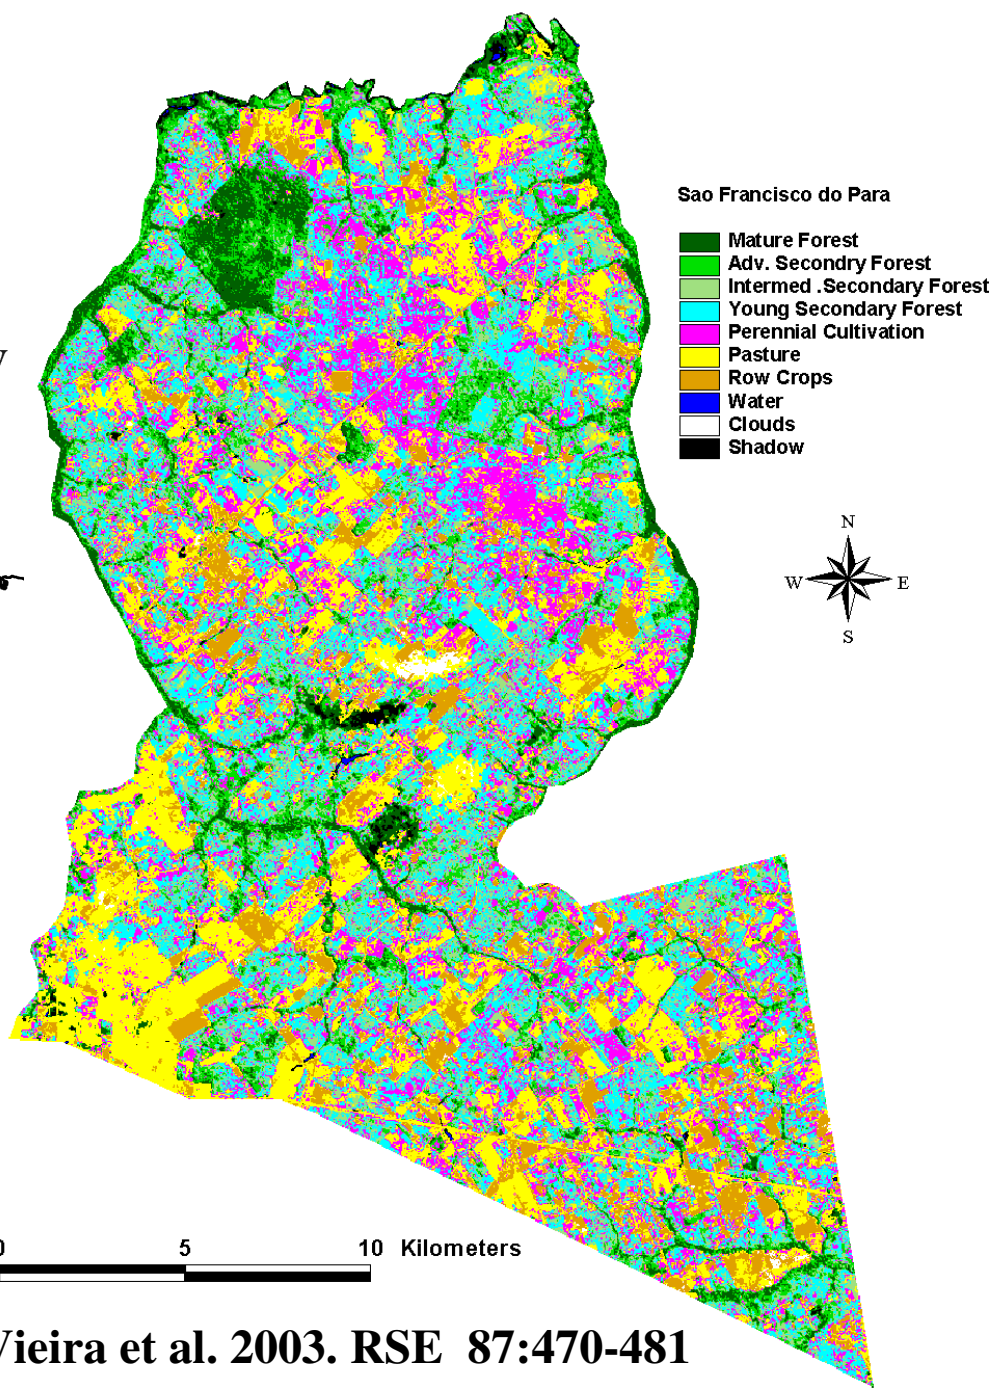 Sao Francisco do Para
Mature Forest
Adv. Secondry Forest
Intermed .Secondary Forest
Young Secondary Forest
Perennial Cultivation
Pasture
Row Crops
Water
Clouds
Shadow
N
W E
S
0 5 10 Kilometers
Vieira et al. 2003. RSE 87:470-481